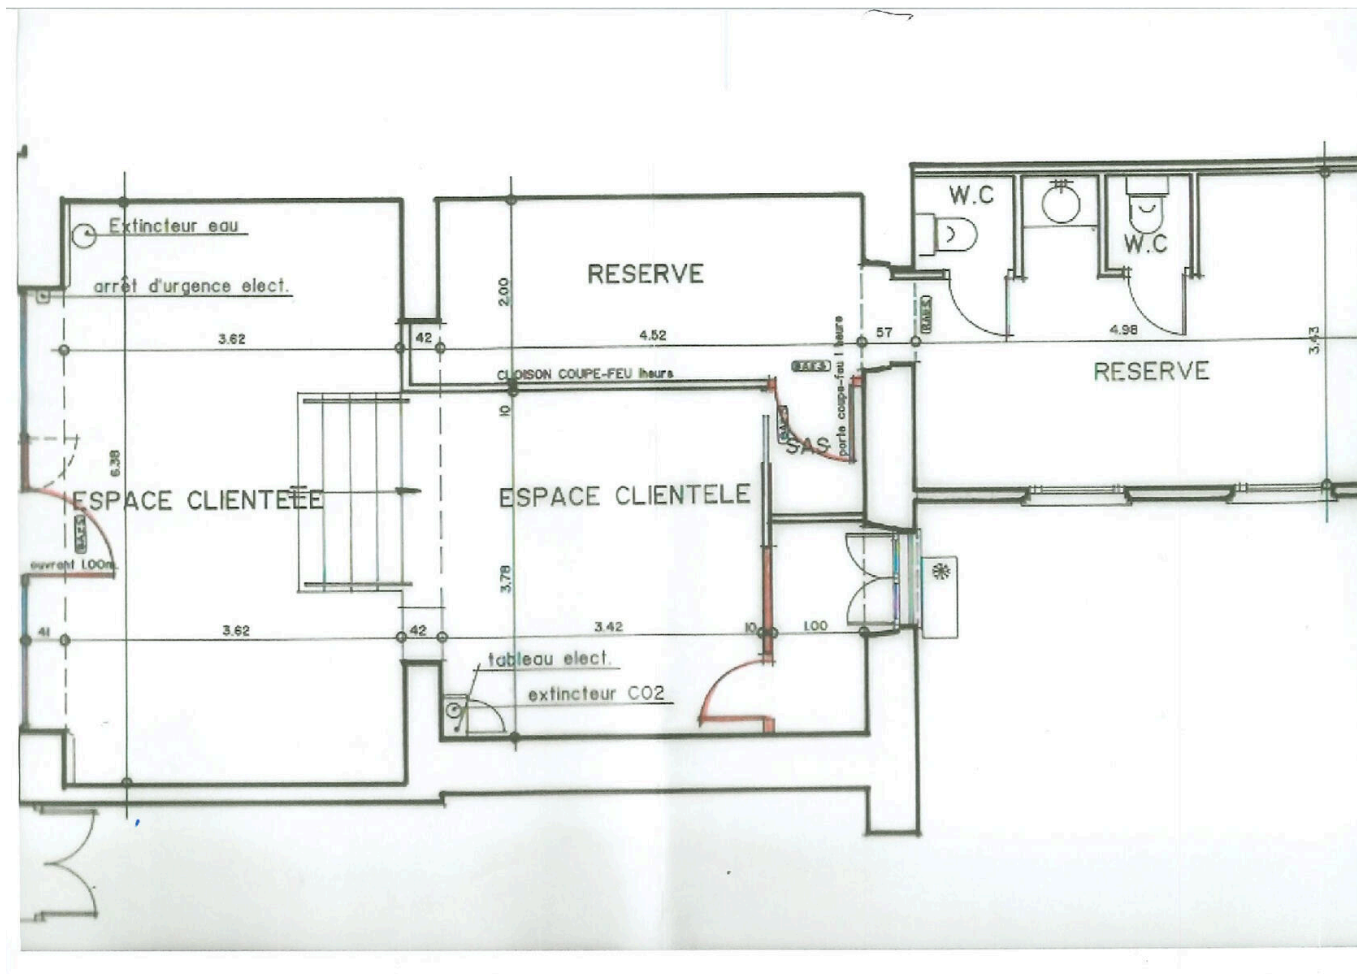 W.C
Extincteur eau
W.C
RESERVE
arrêt d'urgence elect.
2.00
B.A.E.S
3.62
42
4.52
57
4.98
3.43
porte coupe-feu 1 heure
B.A.E.S
RESERVE
CLOISON COUPE-FEU 1heure
10
B.A.E.S
SAS
6.38
ESPACE CLIENTELE
ESPACE CLIENTELE
B.A.E.S
ouvrant 1.00m.
3.78
41
3.62
42
3.42
10
1.00
tableau elect.
extincteur CO2